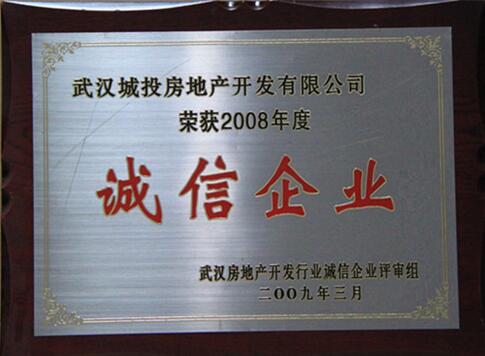 武汉城投房地产开发有限公司
荣获2008年度
诚信企业
武汉房地产开发行业诚信企业评审组
二OO九年三月